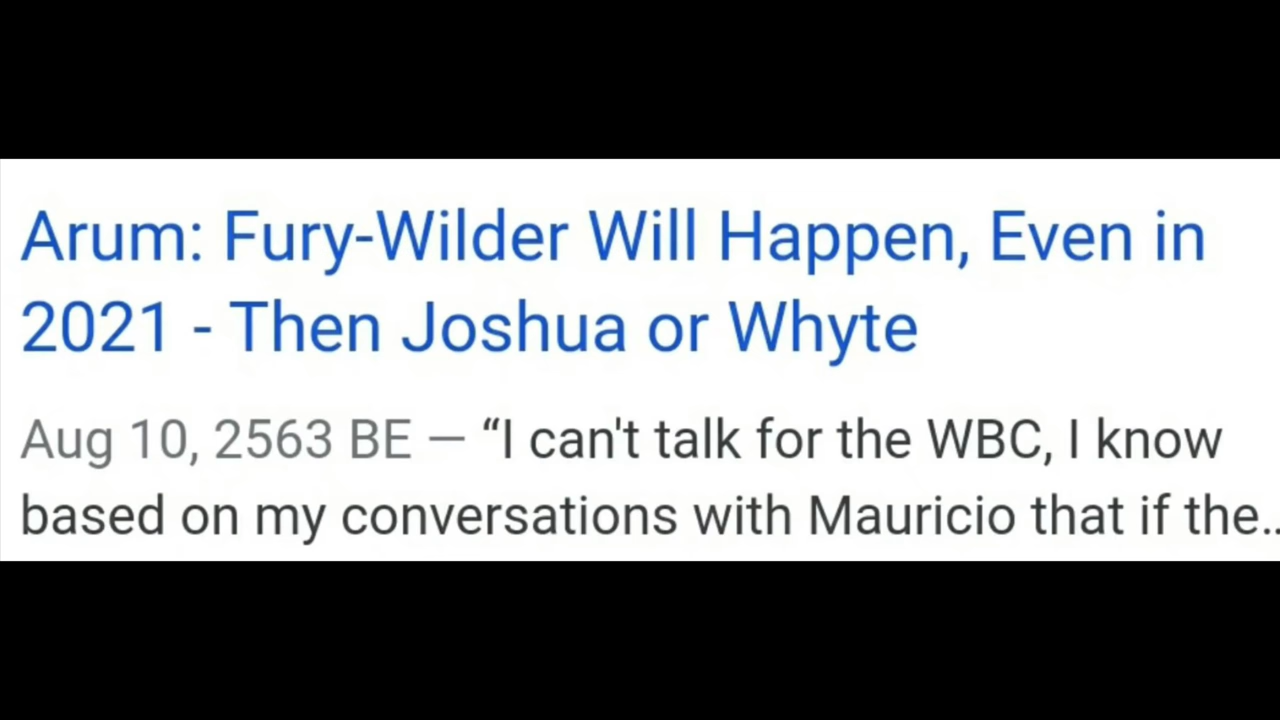 Arum: Fury-Wilder Will Happen, Even in
2021 - Then Joshua or Whyte
Aug 10, 2563 BE — “I can't talk for the WBC, I know
based on my conversations with Mauricio that if the...